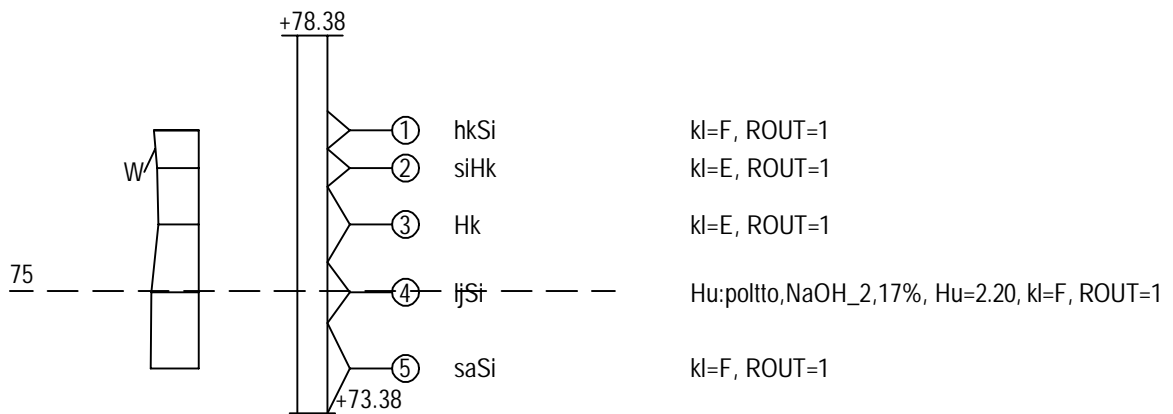 +78.38
1 hkSi kl=F, ROUT=1
W 2 siHk kl=E, ROUT=1
3 Hk kl=E, ROUT=1
75
4 ljSi Hu:poltto,NaOH_2,17%, Hu=2.20, kl=F, ROUT=1
5 saSi kl=F, ROUT=1
+73.38